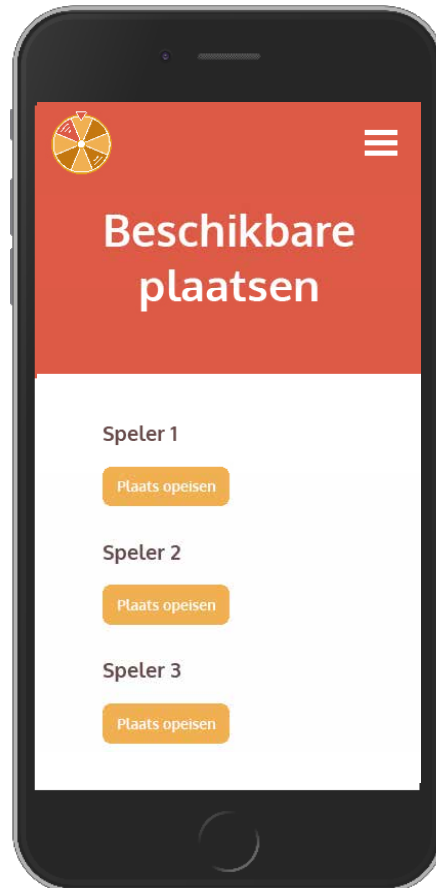 Beschikbare
plaatsen
Speler 1
Plaats opeisen
Speler 2
Plaats opeisen
Speler 3
Plaats opeisen